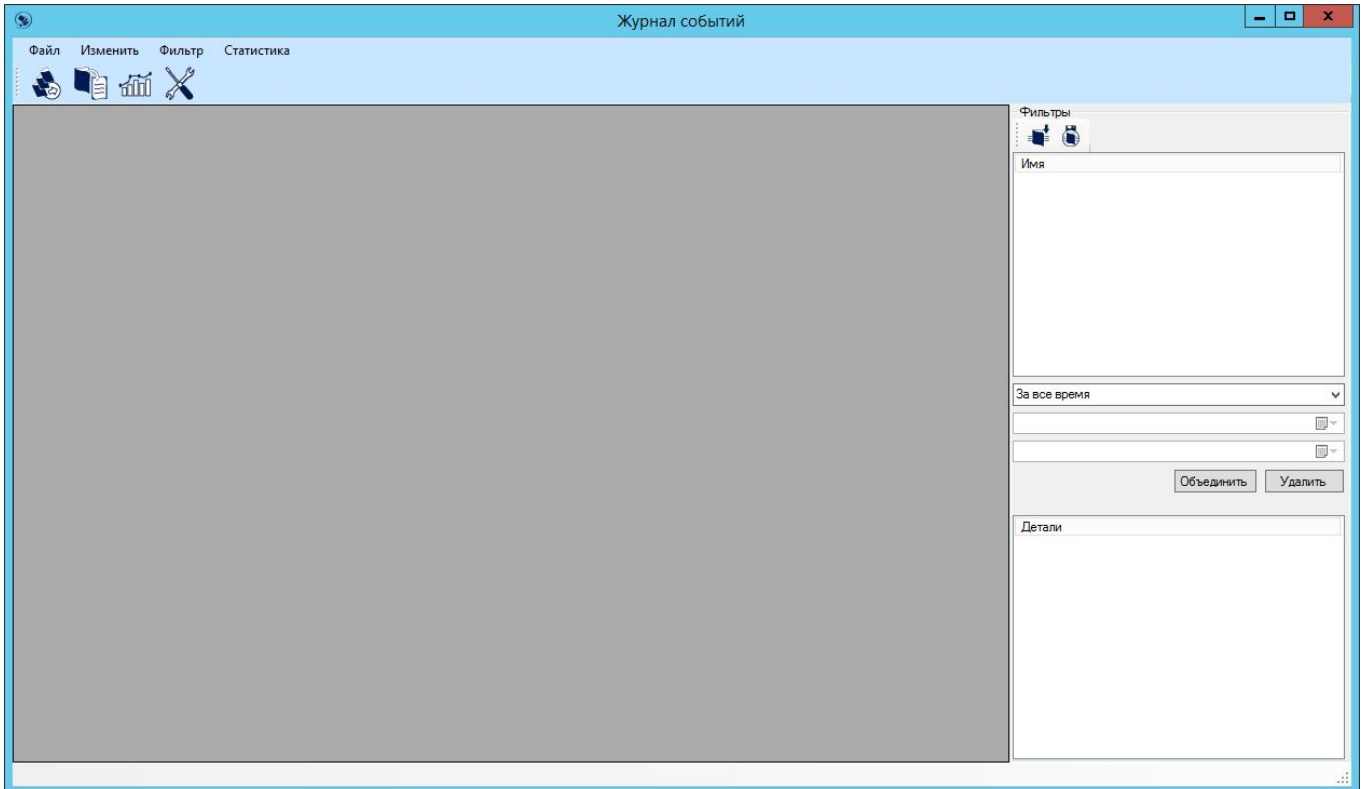 Журнал событий
Файл Изменить Фильтр Статистика
Фильтры
Имя
За все время
Объединить Удалить
Детали